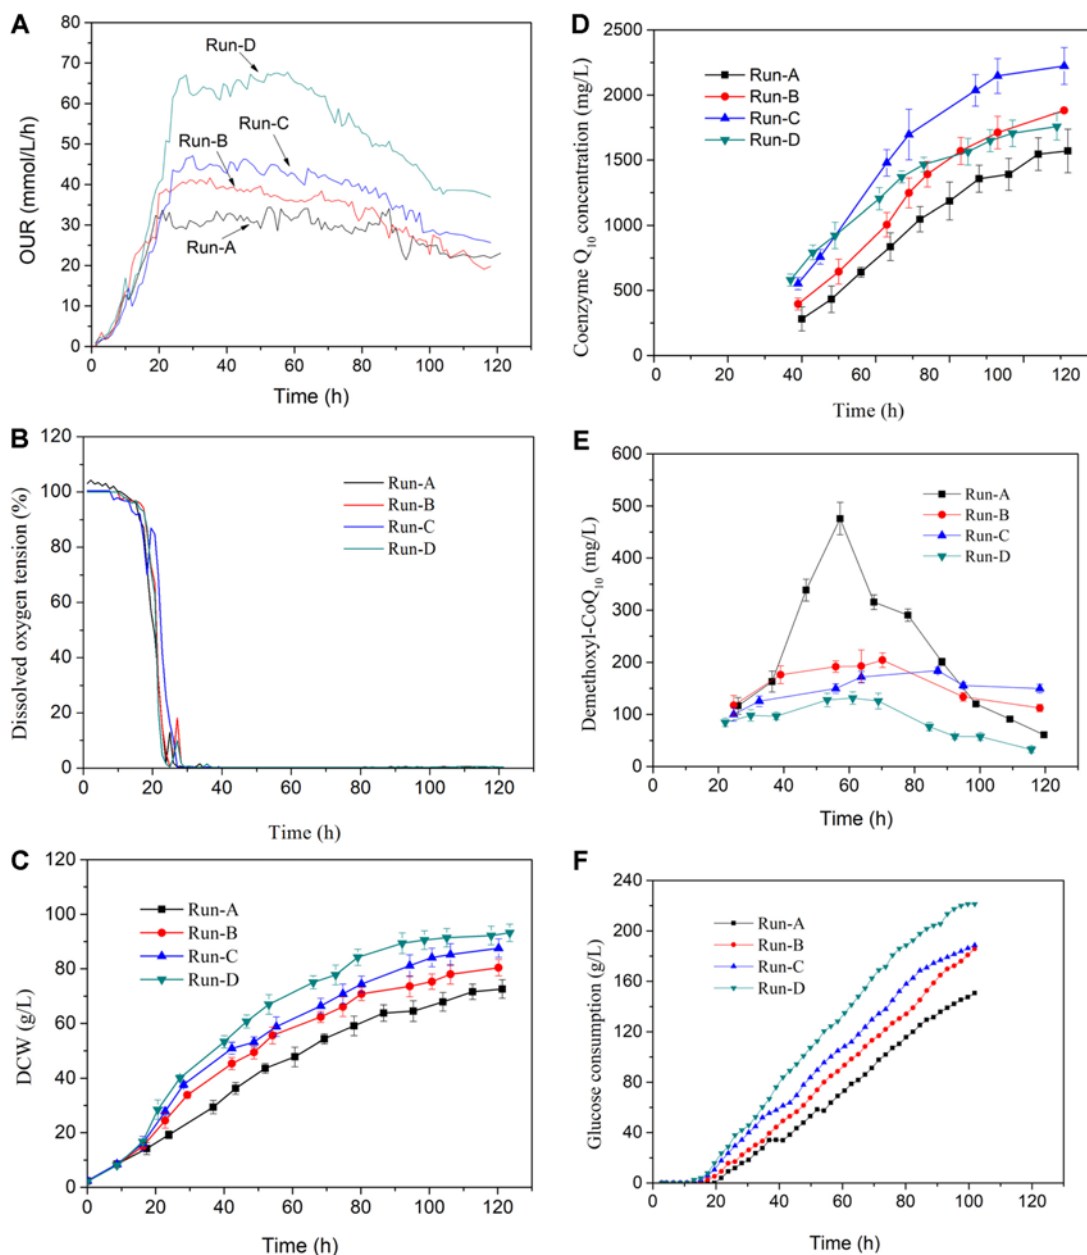 A
OUR (mmol/L/h)
80
70
60
50
40
30
20
10
0
Run-D
Run-C
Run-B
Run-A
0 20 40 60 80 100 120
Time (h)
B
Dissolved oxygen tension (%)
120
100
80
60
40
20
0
Run-A
Run-B
Run-C
Run-D
0 20 40 60 80 100 120
Time (h)
C
DCW (g/L)
120
100
80
60
40
20
0
Run-A
Run-B
Run-C
Run-D
0 20 40 60 80 100 120
Time (h)
D
Coenzyme Q10 concentration (mg/L)
2500
2000
1500
1000
500
0
Run-A
Run-B
Run-C
Run-D
0 20 40 60 80 100 120
Time (h)
E
Demethoxyl-CoQ10 (mg/L)
600
500
400
300
200
100
0
Run-A
Run-B
Run-C
Run-D
0 20 40 60 80 100 120
Time (h)
F
Glucose consumption (g/L)
240
200
160
120
80
40
0
Run-A
Run-B
Run-C
Run-D
0 20 40 60 80 100 120
Time (h)